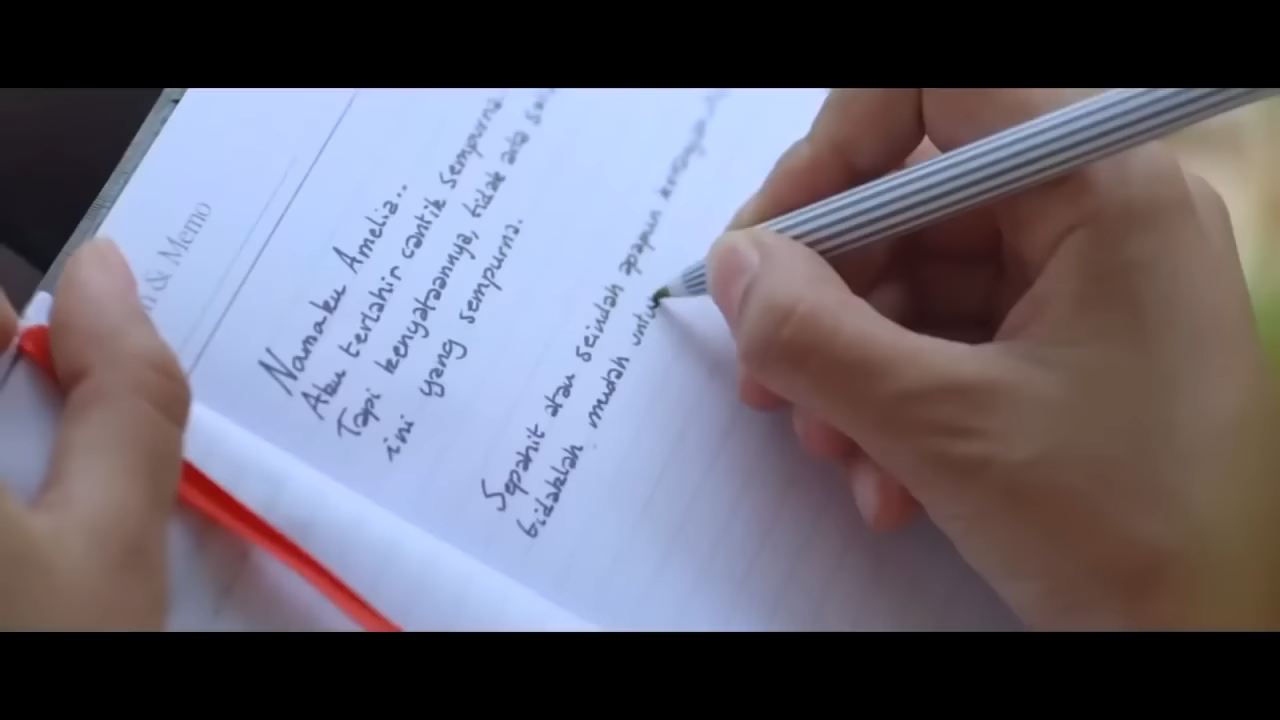 & Memo
Namaku Amelia..
Aku terlahir cantik sempurna.
Tapi kenyataannya, tidak ada
ini yang sempurna.
Sepahit atau seindah apapun
tidaklah mudah untu